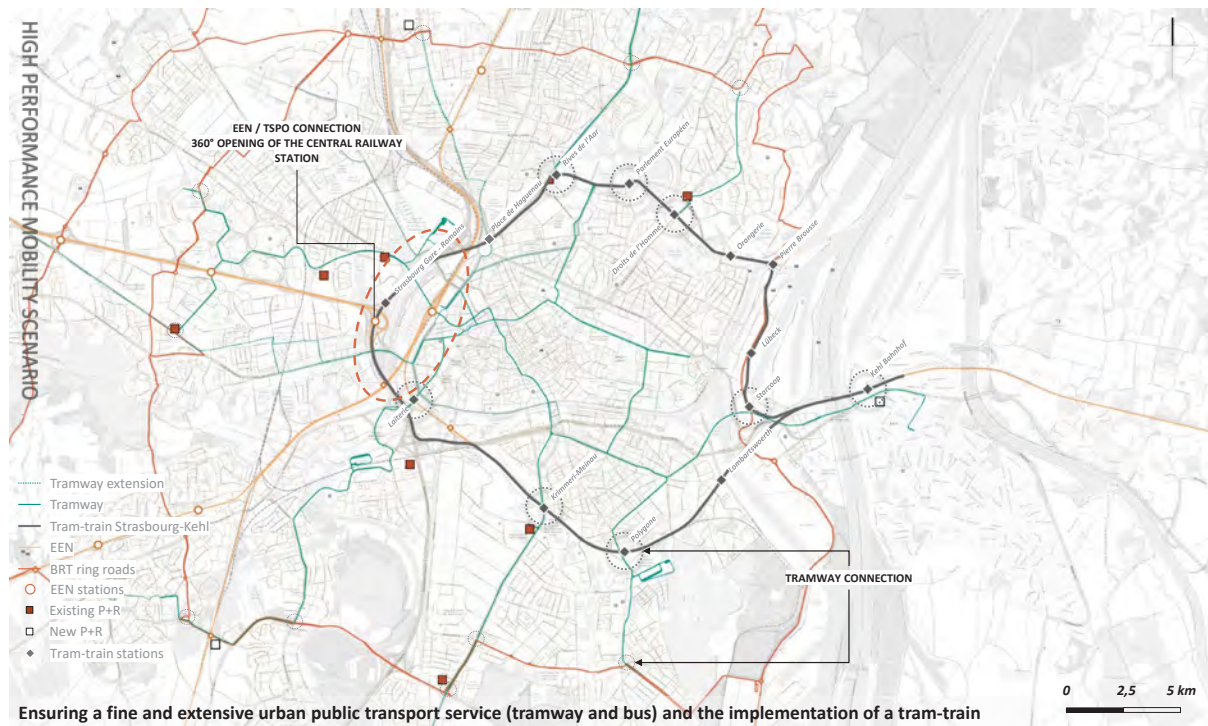 HIGH PERFORMANCE MOBILITY SCENARIO
EEN / TSPO CONNECTION
360° OPENING OF THE CENTRAL RAILWAY
STATION
Rives de l'Aar
Parlement Européen
Place de Haguenau
Droits de l'Homme
Orangerie
Pierre Brousse
Strasbourg Gare - Romains
Lübeck
Kehl Bahnhof
Starcoop
Laiterie
Lombartswoerth
Krimmeri-Meinau
Polygone
TRAMWAY CONNECTION
Tramway extension
Tramway
Tram-train Strasbourg-Kehl
EEN
BRT ring roads
EEN stations
Existing P+R
New P+R
Tram-train stations
0 2,5 5 km
Ensuring a fine and extensive urban public transport service (tramway and bus) and the implementation of a tram-train